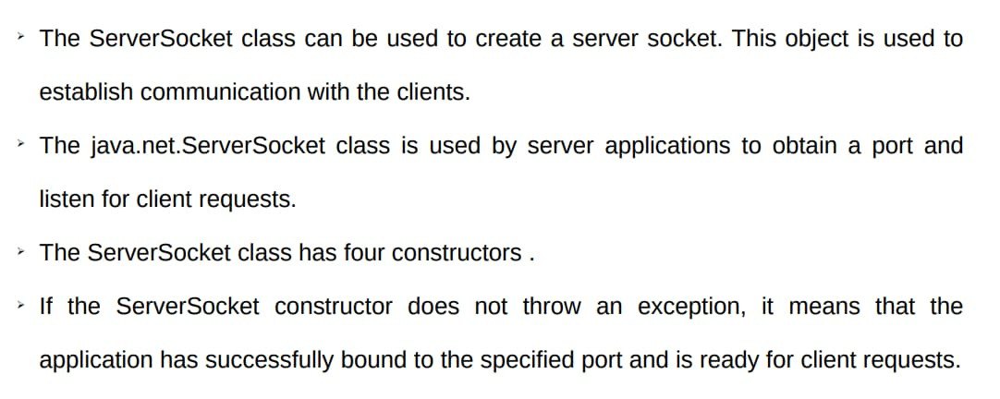 ➢ The ServerSocket class can be used to create a server socket. This object is used to
establish communication with the clients.
➢ The java.net.ServerSocket class is used by server applications to obtain a port and
listen for client requests.
➢ The ServerSocket class has four constructors .
➢ If the ServerSocket constructor does not throw an exception, it means that the
application has successfully bound to the specified port and is ready for client requests.